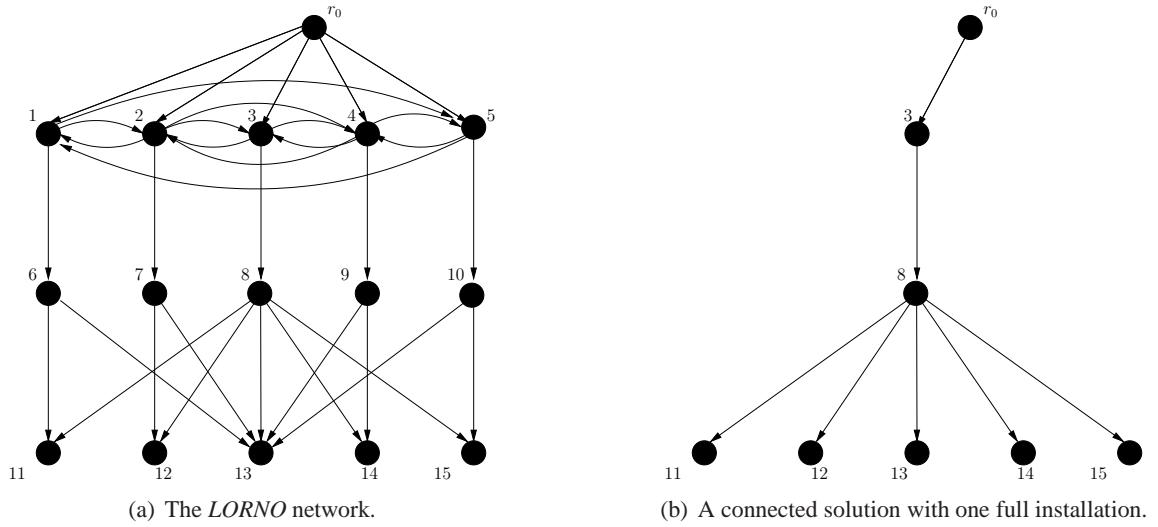 r0
1 2 3 4 5
6 7 8 9 10
11 12 13 14 15
(a) The LORNO network.
r0
3
8
11 12 13 14 15
(b) A connected solution with one full installation.